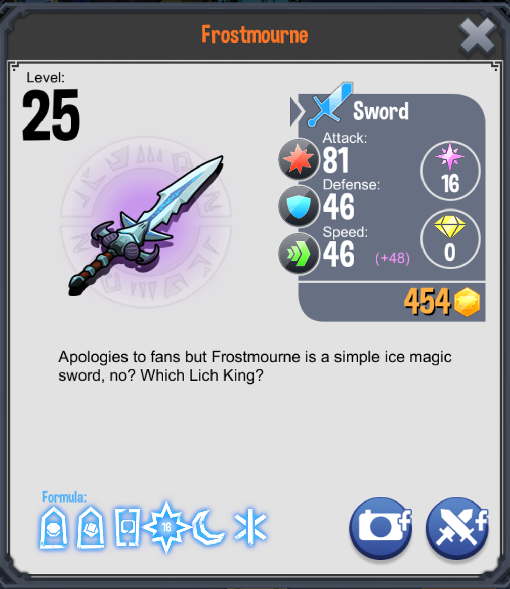 Frostmourne
Level:
25
Sword
Attack:
81
16
Defense:
46
Speed:
46 (+48)
0
454
Apologies to fans but Frostmourne is a simple ice magic
sword, no? Which Lich King?
Formula:
16
f
f